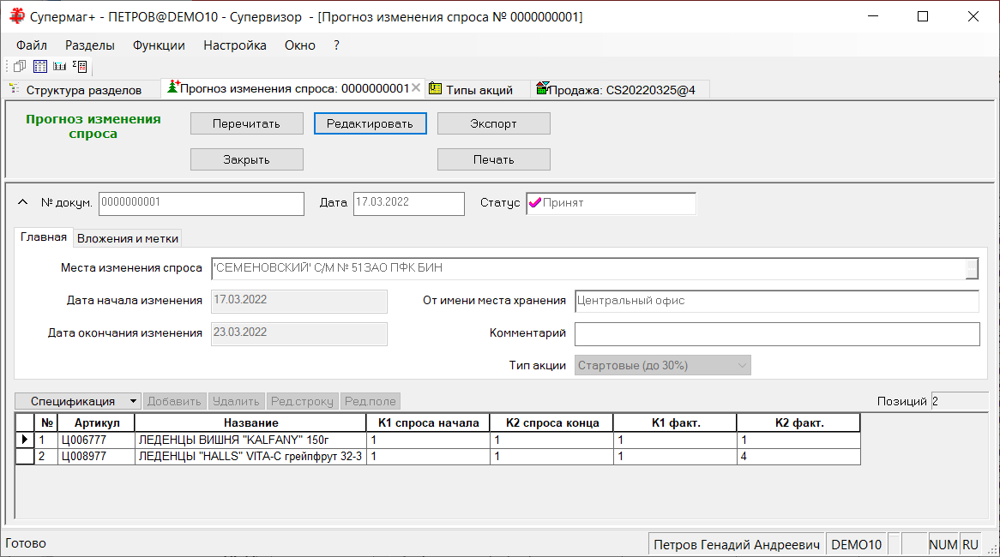 Супермаг+ - ПЕТРОВ@DEMO10 - Супервизор - [Прогноз изменения спроса № 0000000001]
Файл Разделы Функции Настройка Окно ?
Структура разделов Прогноз изменения спроса: 0000000001 Типы акций Продажа: CS20220325@4
Прогноз изменения спроса
Перечитать Редактировать Экспорт
Закрыть Печать
№ докум. 0000000001 Дата 17.03.2022 Статус Принят
Главная Вложения и метки
Места изменения спроса 'СЕМЕНОВСКИЙ' С/М № 51ЗАО ПФК БИН
Дата начала изменения 17.03.2022 От имени места хранения Центральный офис
Дата окончания изменения 23.03.2022 Комментарий
Тип акции Стартовые (до 30%)
Спецификация Добавить Удалить Ред.строку Ред.поле Позиций 2
№ Артикул Название К1 спроса начала К2 спроса конца К1 факт. К2 факт.
1 Ц006777 ЛЕДЕНЦЫ ВИШНЯ "KALFANY" 150г 1 1 1 1
2 Ц008977 ЛЕДЕНЦЫ "HALLS" VITA-C грейпфрут 32-3 1 1 1 4
Готово Петров Генадий Андреевич DEMO10 NUM RU